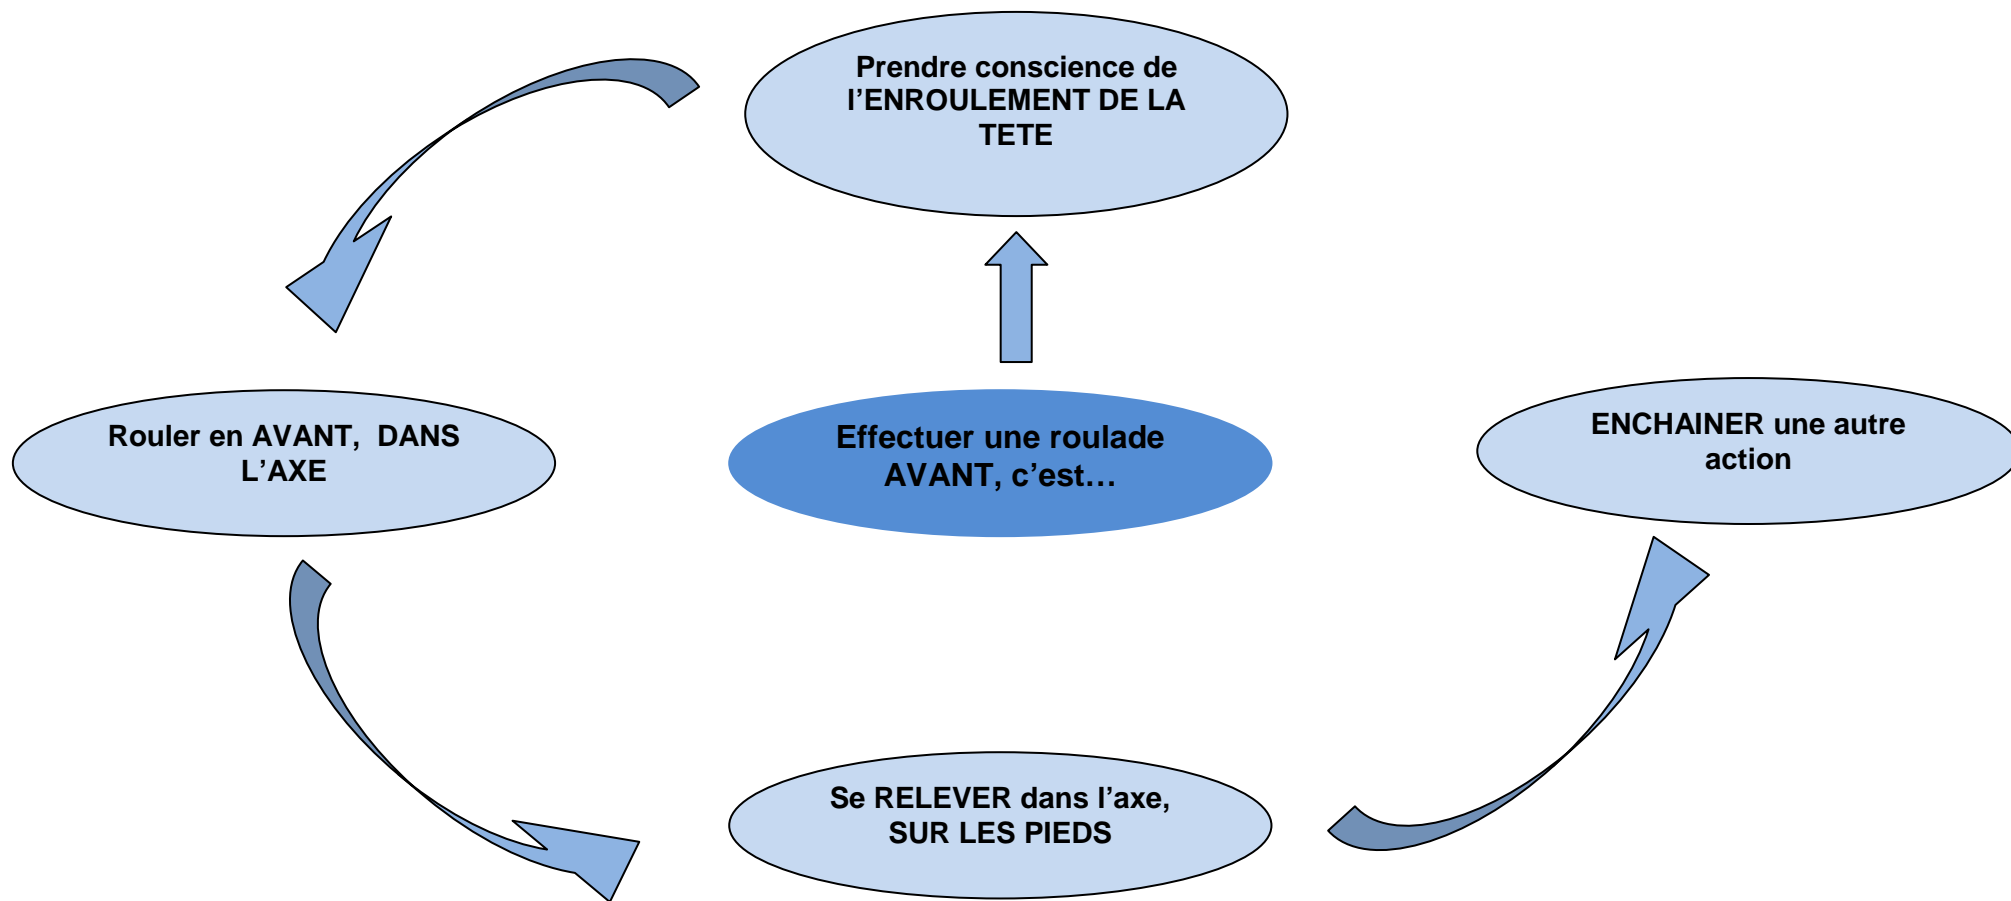 Prendre conscience de
l’ENROULEMENT DE LA
TETE
Rouler en AVANT,  DANS
L’AXE
Effectuer une roulade
AVANT, c’est…
ENCHAINER une autre
action
Se RELEVER dans l’axe,
SUR LES PIEDS